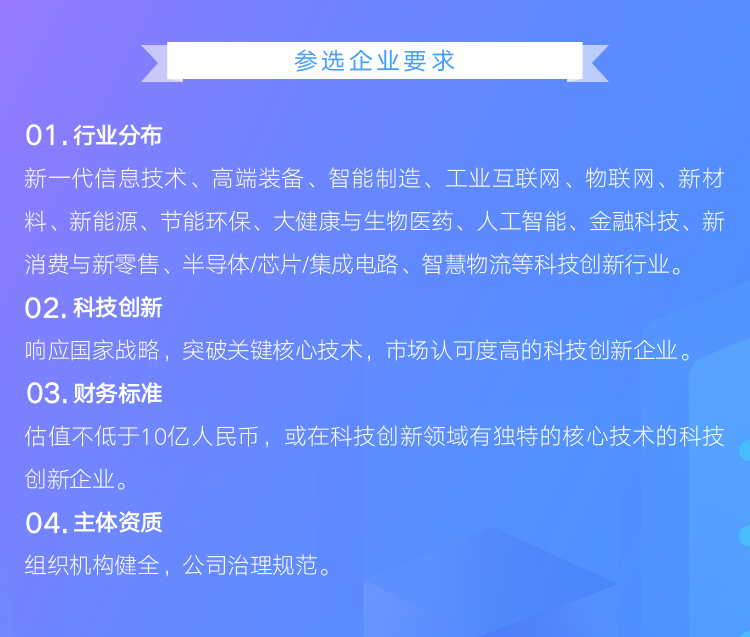 参选企业要求
01. 行业分布
新一代信息技术、高端装备、智能制造、工业互联网、物联网、新材
料、新能源、节能环保、大健康与生物医药、人工智能、金融科技、新
消费与新零售、半导体/芯片/集成电路、智慧物流等科技创新行业。
02. 科技创新
响应国家战略，突破关键核心技术，市场认可度高的科技创新企业。
03. 财务标准
估值不低于10亿人民币，或在科技创新领域有独特的核心技术的科技
创新企业。
04. 主体资质
组织机构健全，公司治理规范。